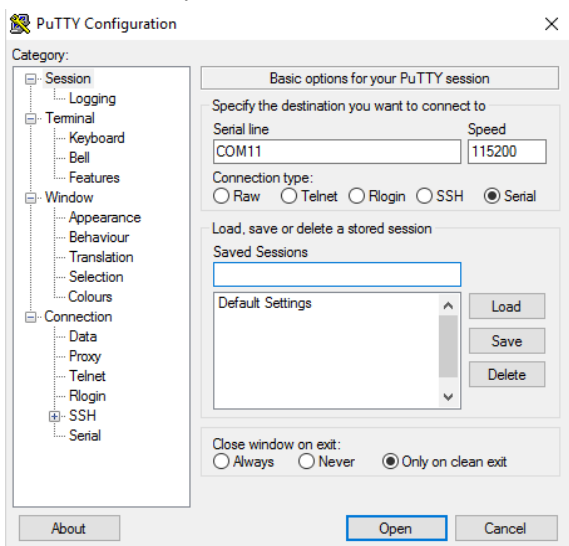 PuTTY Configuration
Category:
Session
Logging
Terminal
Keyboard
Bell
Features
Window
Appearance
Behaviour
Translation
Selection
Colours
Connection
Data
Proxy
Telnet
Rlogin
SSH
Serial
Basic options for your PuTTY session
Specify the destination you want to connect to
Serial line Speed
COM11 115200
Connection type:
Raw Telnet Rlogin SSH Serial
Load, save or delete a stored session
Saved Sessions
Default Settings
Load
Save
Delete
Close window on exit:
Always Never Only on clean exit
About Open Cancel